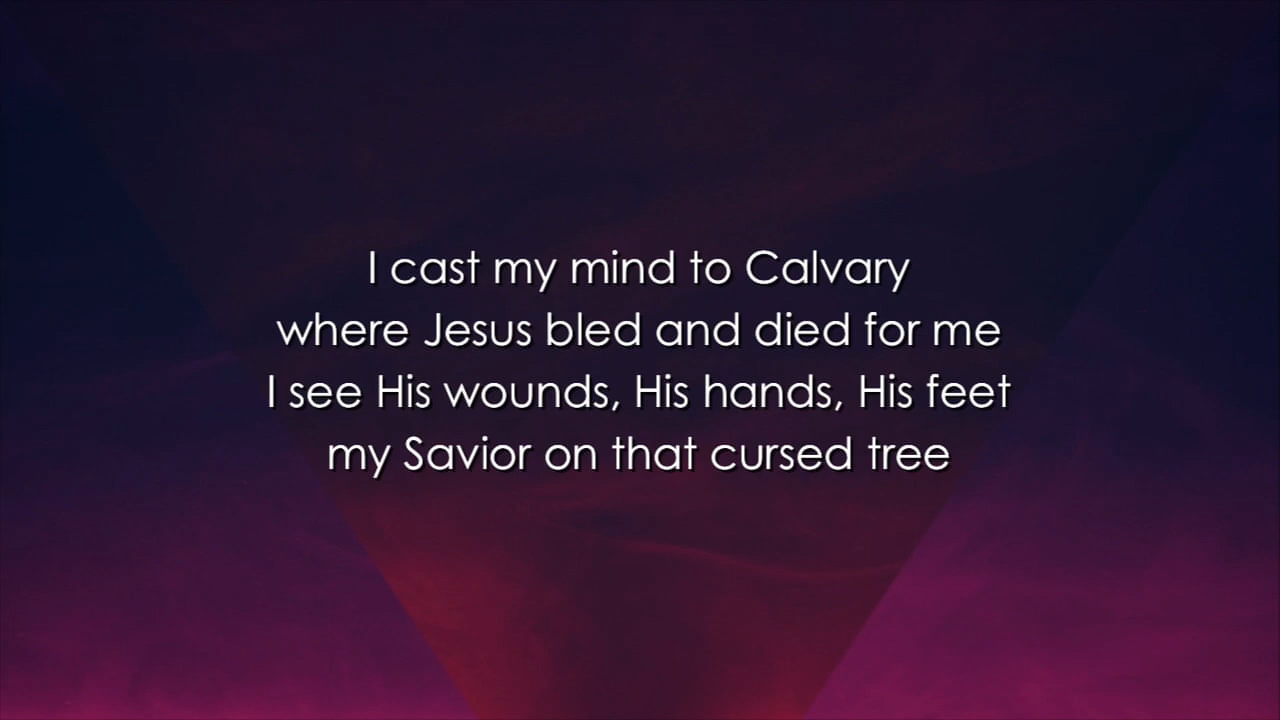 I cast my mind to Calvary
where Jesus bled and died for me
I see His wounds, His hands, His feet
my Savior on that cursed tree